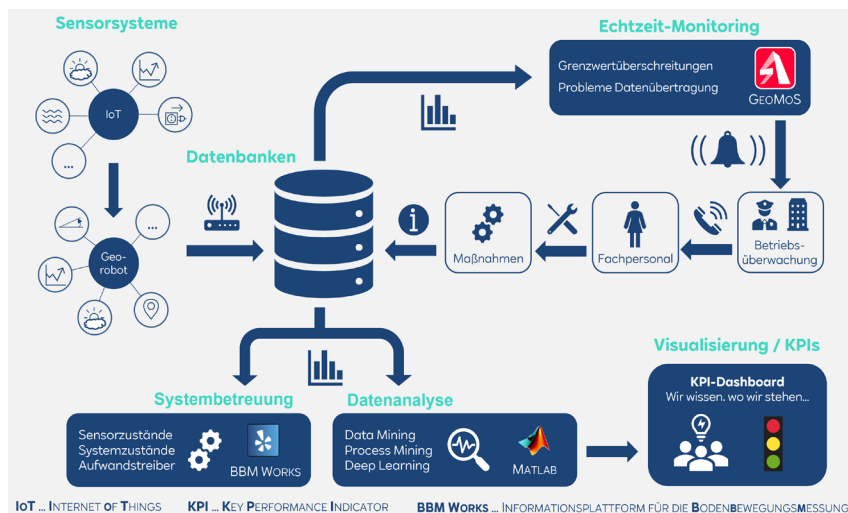 Sensorsysteme
Echtzeit-Monitoring
Grenzwertüberschreitungen
Probleme Datenübertragung
GEOMOS
IoT
...
Datenbanken
Geo-
robot
...
Maßnahmen
Fachpersonal
Betriebs-
überwachung
Systembetreuung
Sensorzustände
Systemzustände
Aufwandstreiber
BBM WORKS
Datenanalyse
Data Mining
Process Mining
Deep Learning
MATLAB
Visualisierung / KPIs
KPI-Dashboard
Wir wissen. wo wir stehen...
IOT ... INTERNET OF THINGS KPI ... KEY PERFORMANCE INDICATOR BBM WORKS ... INFORMATIONSPLATTFORM FÜR DIE BODENBEWEGUNGSMESSUNG